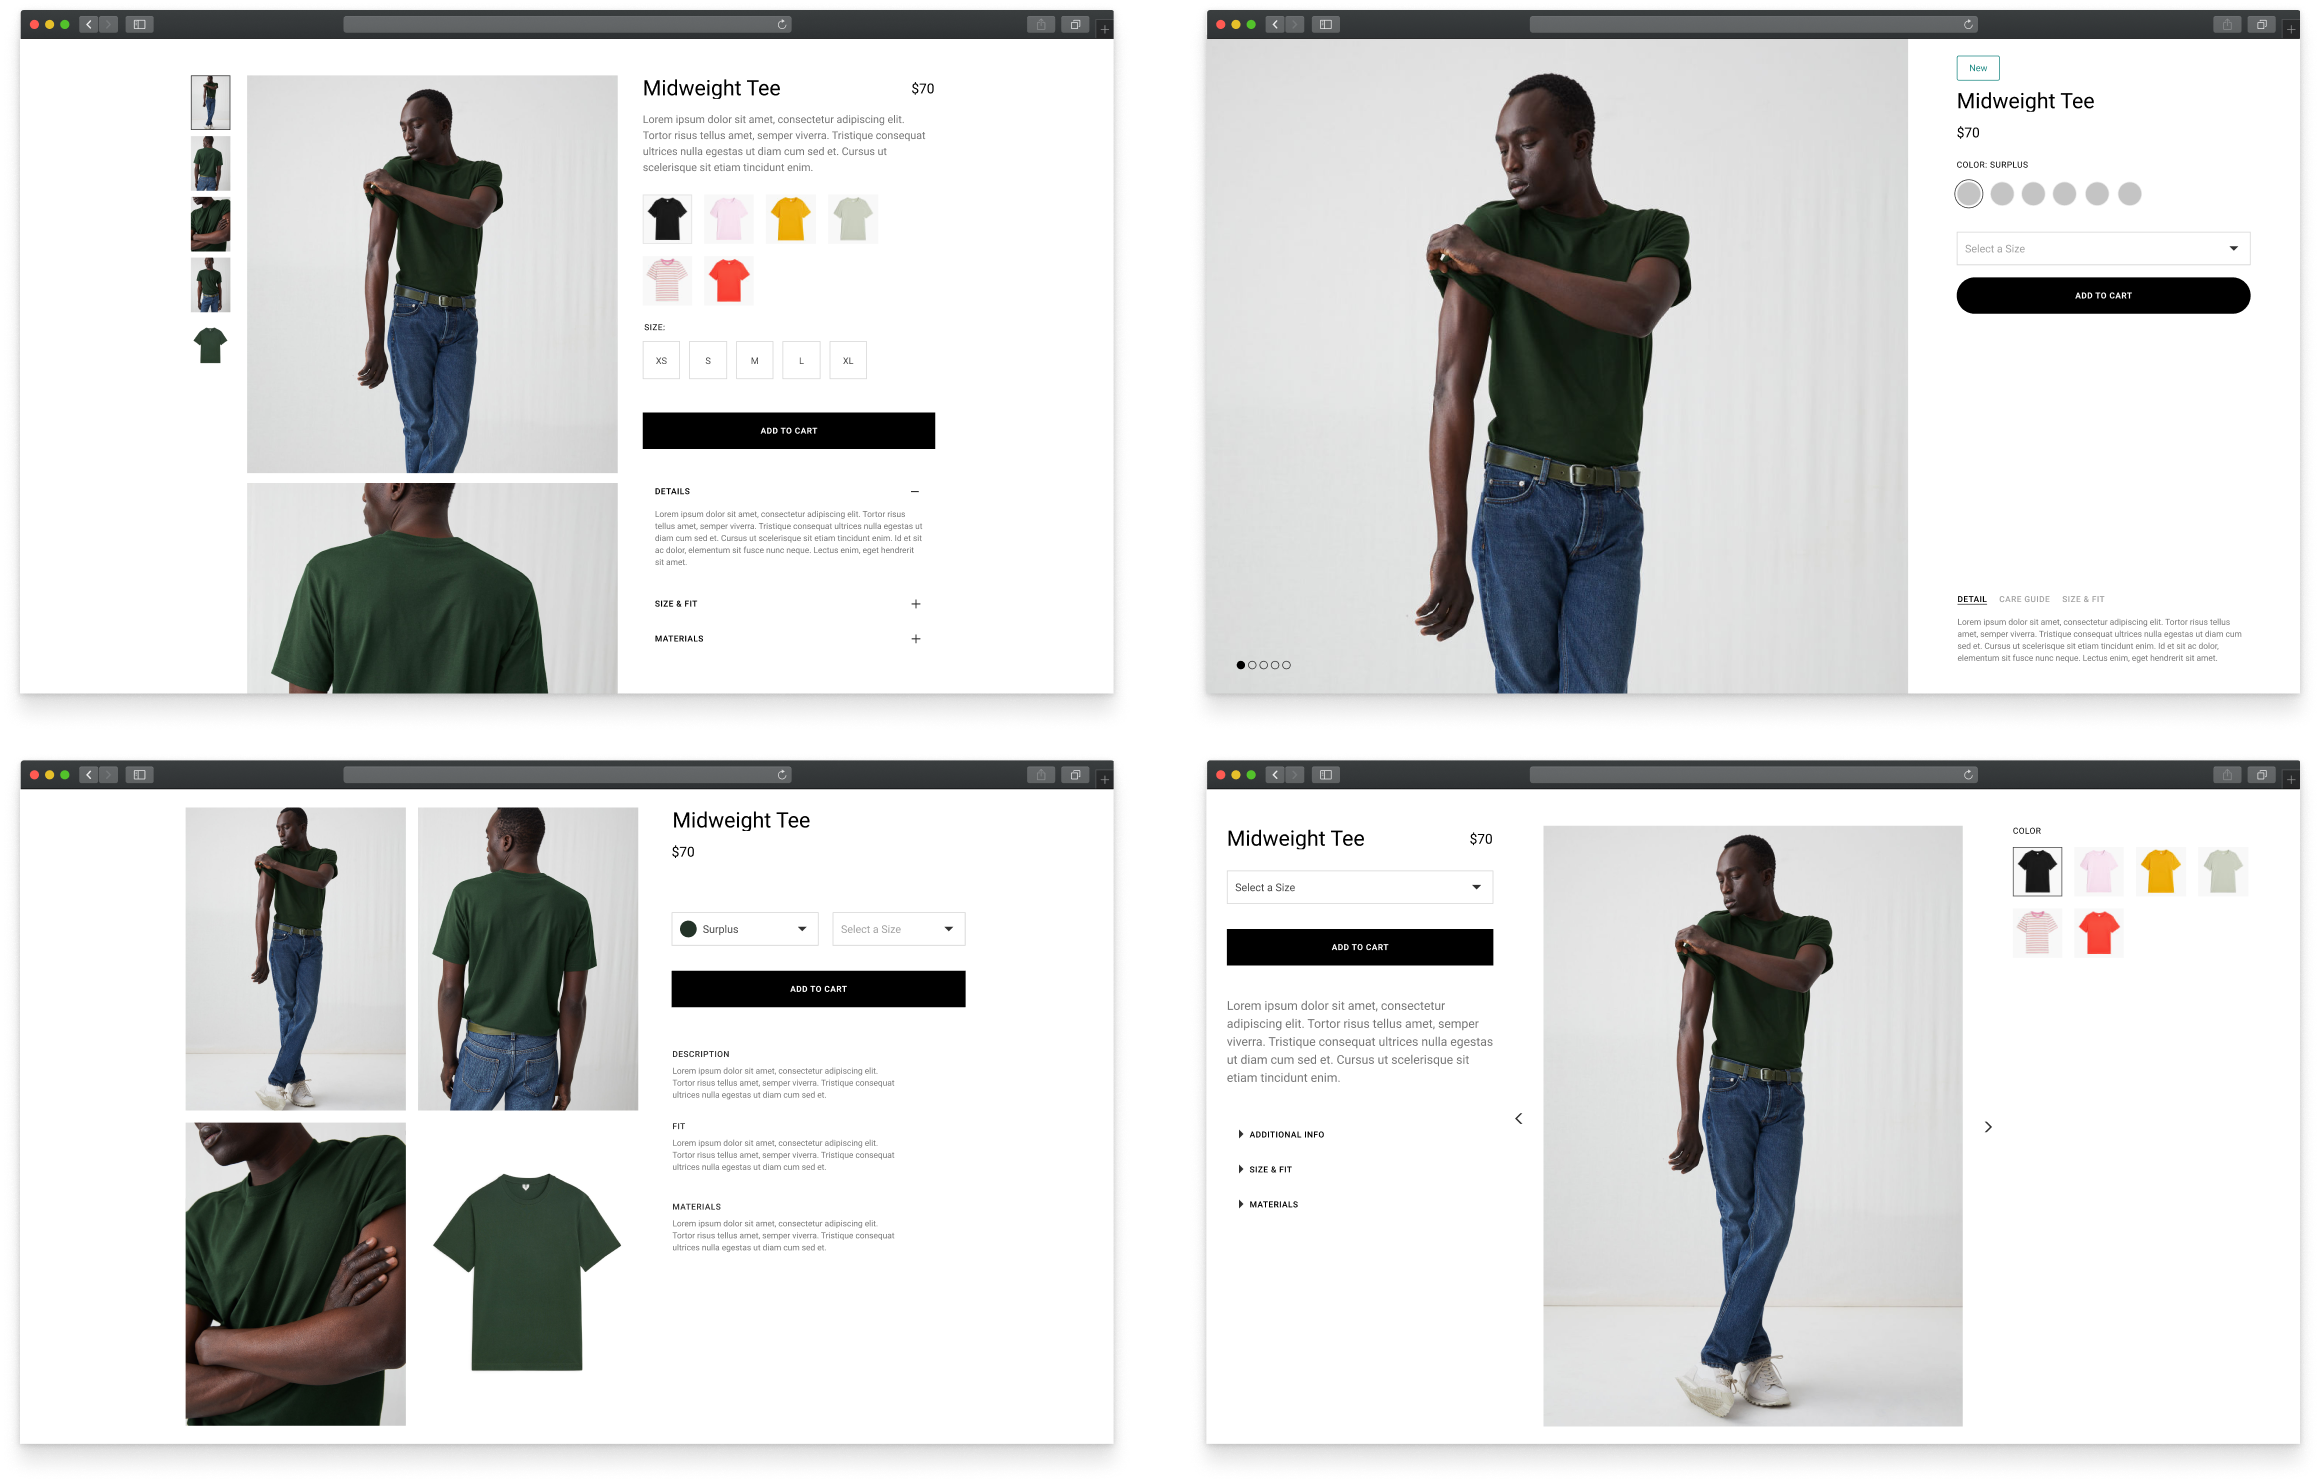 Midweight Tee
$70
Lorem ipsum dolor sit amet, consectetur adipiscing elit.
Tortor risus tellus amet, semper viverra. Tristique consequat
ultrices nulla egestas ut diam cum sed et. Cursus ut
scelerisque sit etiam tincidunt enim.
SIZE:
XS S M L XL
ADD TO CART
DETAILS
Lorem ipsum dolor sit amet, consectetur adipiscing elit. Tortor risus
tellus amet, semper viverra. Tristique consequat ultrices nulla egestas ut
diam cum sed et. Cursus ut scelerisque sit etiam tincidunt enim. Id et sit
ac dolor, elementum sit fusce nunc neque. Lectus enim, eget hendrerit
sit amet.
SIZE & FIT
MATERIALS
New
Midweight Tee
$70
COLOR: SURPLUS
Select a Size
ADD TO CART
DETAIL CARE GUIDE SIZE & FIT
Lorem ipsum dolor sit amet, consectetur adipiscing elit. Tortor risus tellus
amet, semper viverra. Tristique consequat ultrices nulla egestas ut diam cum
sed et. Cursus ut scelerisque sit etiam tincidunt enim. Id et sit ac dolor,
elementum sit fusce nunc neque. Lectus enim, eget hendrerit sit amet.
Midweight Tee
$70
Surplus
Select a Size
ADD TO CART
DESCRIPTION
Lorem ipsum dolor sit amet, consectetur adipiscing elit.
Tortor risus tellus amet, semper viverra. Tristique consequat
ultrices nulla egestas ut diam cum sed et.
FIT
Lorem ipsum dolor sit amet, consectetur adipiscing elit.
Tortor risus tellus amet, semper viverra. Tristique consequat
ultrices nulla egestas ut diam cum sed et.
MATERIALS
Lorem ipsum dolor sit amet, consectetur adipiscing elit.
Tortor risus tellus amet, semper viverra. Tristique consequat
ultrices nulla egestas ut diam cum sed et.
Midweight Tee
$70
Select a Size
ADD TO CART
Lorem ipsum dolor sit amet, consectetur
adipiscing elit. Tortor risus tellus amet, semper
viverra. Tristique consequat ultrices nulla egestas
ut diam cum sed et. Cursus ut scelerisque sit
etiam tincidunt enim.
ADDITIONAL INFO
SIZE & FIT
MATERIALS
COLOR